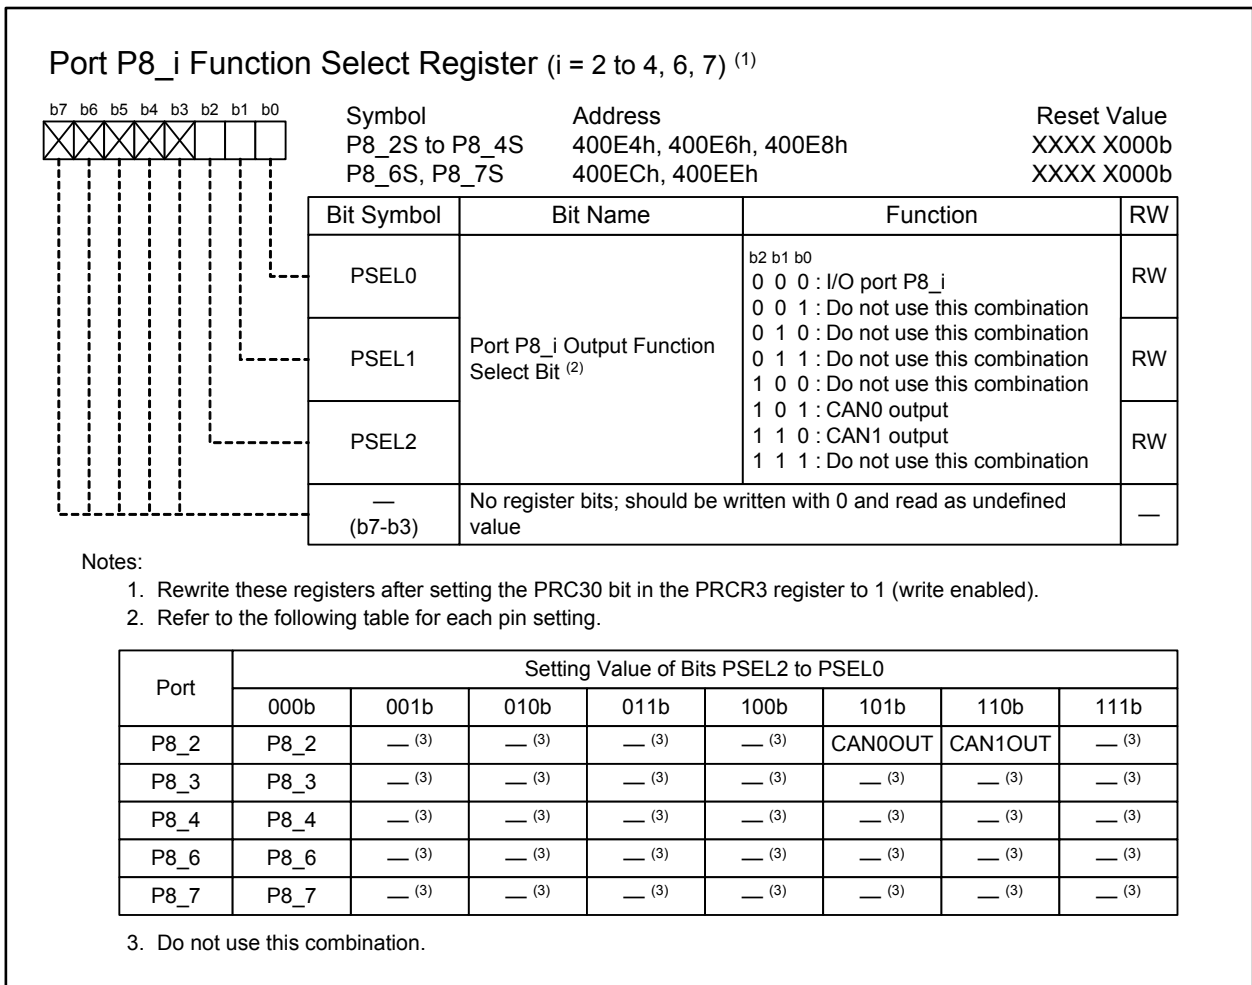 Port P8_i Function Select Register (i = 2 to 4, 6, 7) (1)
b7 b6 b5 b4 b3 b2 b1 b0
Symbol Address Reset Value
P8_2S to P8_4S 400E4h, 400E6h, 400E8h XXXX X000b
P8_6S, P8_7S 400ECh, 400EEh XXXX X000b
Bit Symbol Bit Name Function RW
PSEL0 RW
PSEL1 RW
PSEL2 RW
Port P8_i Output Function
Select Bit (2)
b2 b1 b0
0 0 0 : I/O port P8_i
0 0 1 : Do not use this combination
0 1 0 : Do not use this combination
0 1 1 : Do not use this combination
1 0 0 : Do not use this combination
1 0 1 : CAN0 output
1 1 0 : CAN1 output
1 1 1 : Do not use this combination
—
(b7-b3)
No register bits; should be written with 0 and read as undefined
value
—
Notes:
1. Rewrite these registers after setting the PRC30 bit in the PRCR3 register to 1 (write enabled).
2. Refer to the following table for each pin setting.
Port Setting Value of Bits PSEL2 to PSEL0
000b 001b 010b 011b 100b 101b 110b 111b
P8_2 P8_2 — (3) — (3) — (3) — (3) CAN0OUT CAN1OUT — (3)
P8_3 P8_3 — (3) — (3) — (3) — (3) — (3) — (3) — (3)
P8_4 P8_4 — (3) — (3) — (3) — (3) — (3) — (3) — (3)
P8_6 P8_6 — (3) — (3) — (3) — (3) — (3) — (3) — (3)
P8_7 P8_7 — (3) — (3) — (3) — (3) — (3) — (3) — (3)
3. Do not use this combination.